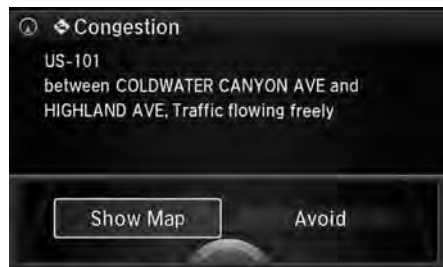 Congestion
US-101
between COLDWATER CANYON AVE and
HIGHLAND AVE, Traffic flowing freely
Show Map
Avoid